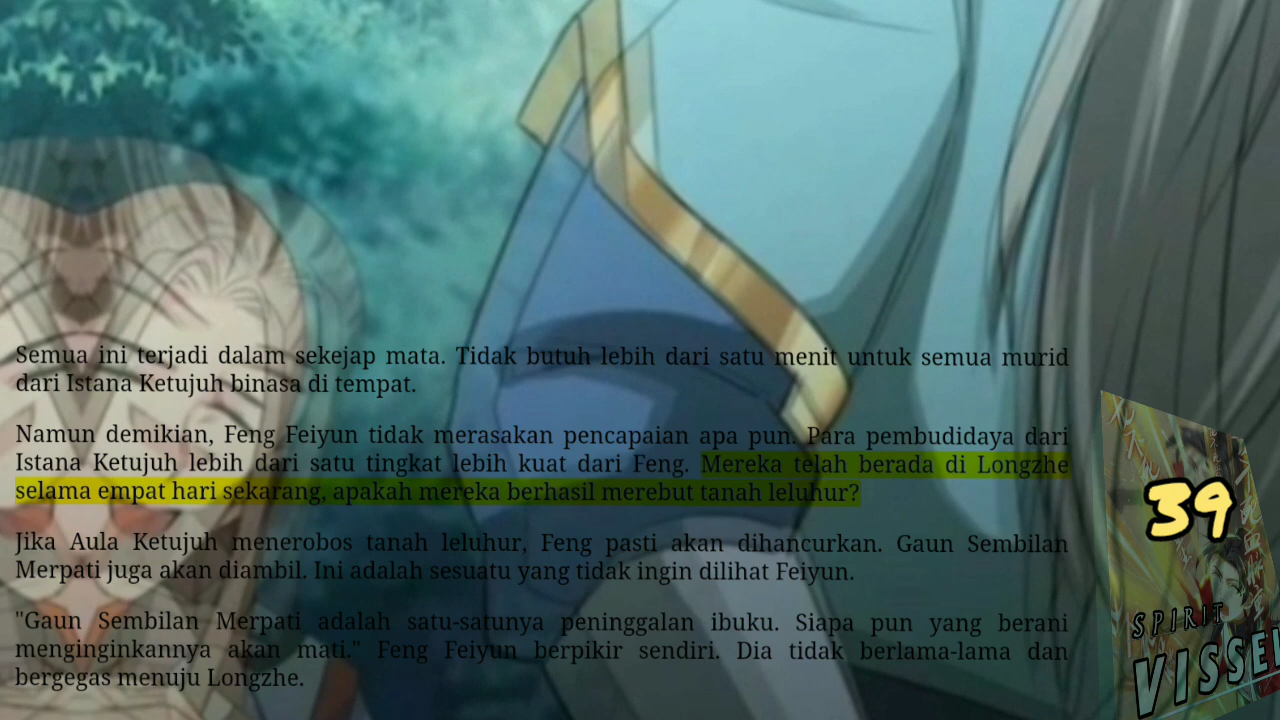 Semua ini terjadi dalam sekejap mata. Tidak butuh lebih dari satu menit untuk semua murid
dari Istana Ketujuh binasa di tempat.
Namun demikian, Feng Feiyun tidak merasakan pencapaian apa pun. Para pembudidaya dari
Istana Ketujuh lebih dari satu tingkat lebih kuat dari Feng. Mereka telah berada di Longzhe
selama empat hari sekarang, apakah mereka berhasil merebut tanah leluhur?
Jika Aula Ketujuh menerobos tanah leluhur, Feng pasti akan dihancurkan. Gaun Sembilan
Merpati juga akan diambil. Ini adalah sesuatu yang tidak ingin dilihat Feiyun.
"Gaun Sembilan Merpati adalah satu-satunya peninggalan ibuku. Siapa pun yang berani
menginginkannya akan mati." Feng Feiyun berpikir sendiri. Dia tidak berlama-lama dan
bergegas menuju Longzhe.
39
SPIRIT
VISSEL